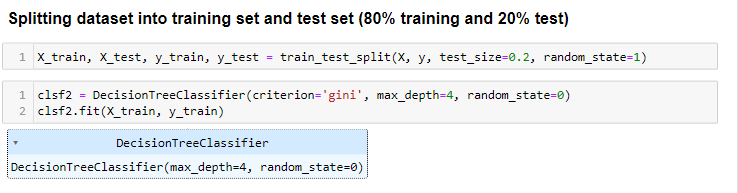 Splitting dataset into training set and test set (80% training and 20% test)
1 X_train, X_test, y_train, y_test = train_test_split(X, y, test_size=0.2, random_state=1)
1 clsf2 = DecisionTreeClassifier(criterion='gini', max_depth=4, random_state=0)
2 clsf2.fit(X_train, y_train)
▾ DecisionTreeClassifier
DecisionTreeClassifier(max_depth=4, random_state=0)